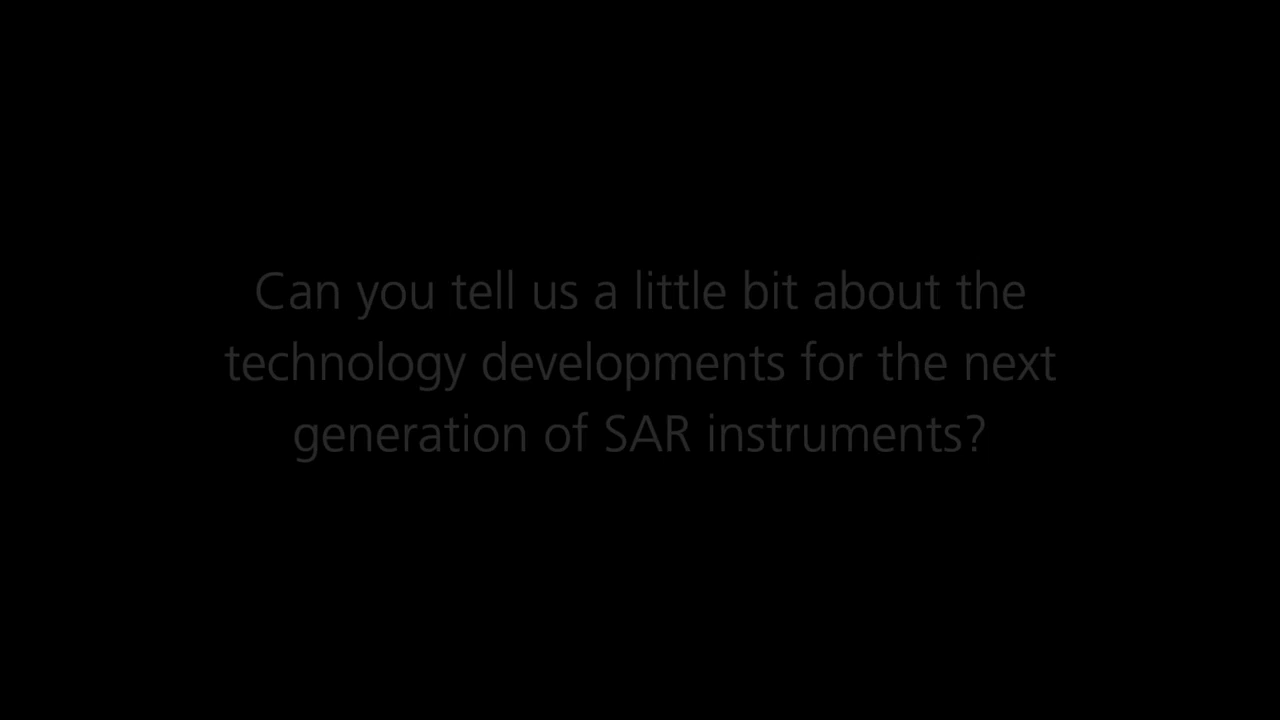 Can you tell us a little bit about the
technology developments for the next
generation of SAR instruments?